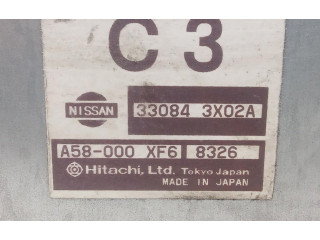 C 3
NISSAN 33084 3X02A
A58-000 XF6 8326
Hitachi, Ltd. Tokyo Japan
MADE IN JAPAN